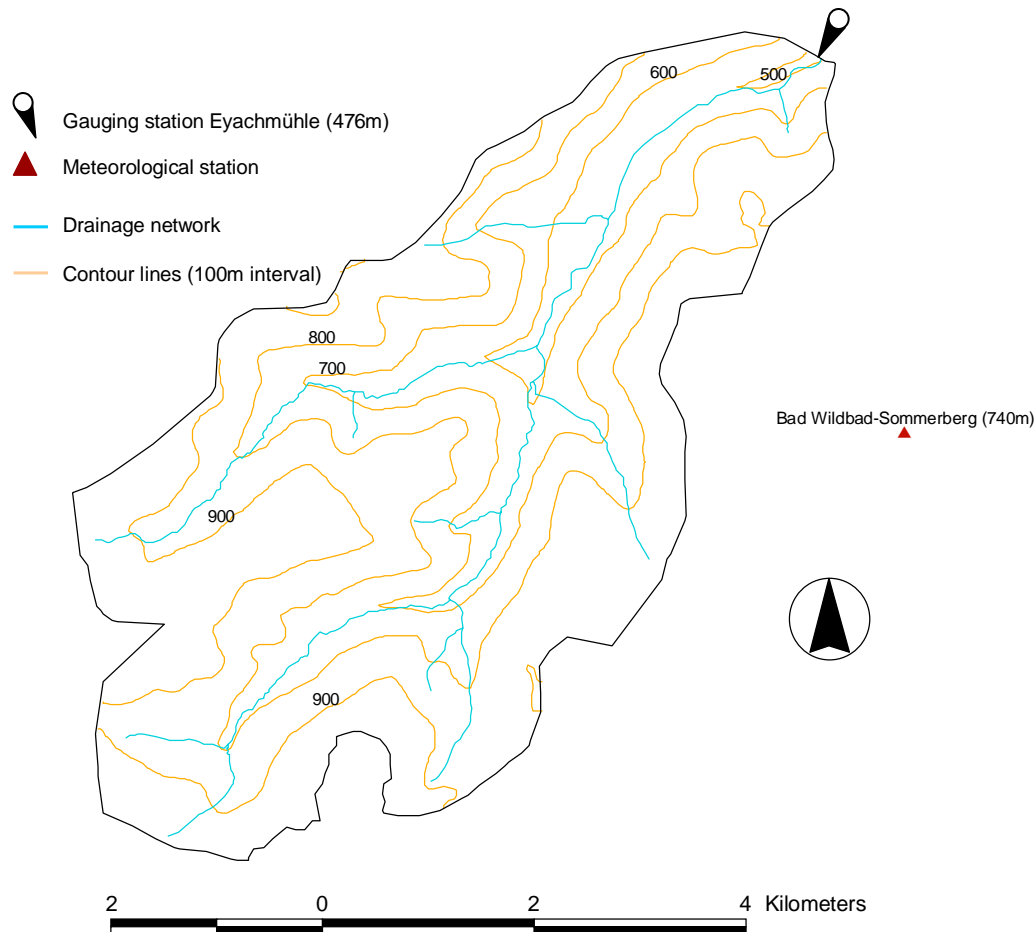 600
500
Gauging station Eyachmühle (476m)
Meteorological station
Drainage network
Contour lines (100m interval)
800
700
Bad Wildbad-Sommerberg (740m)
900
900
2 0 2 4 Kilometers